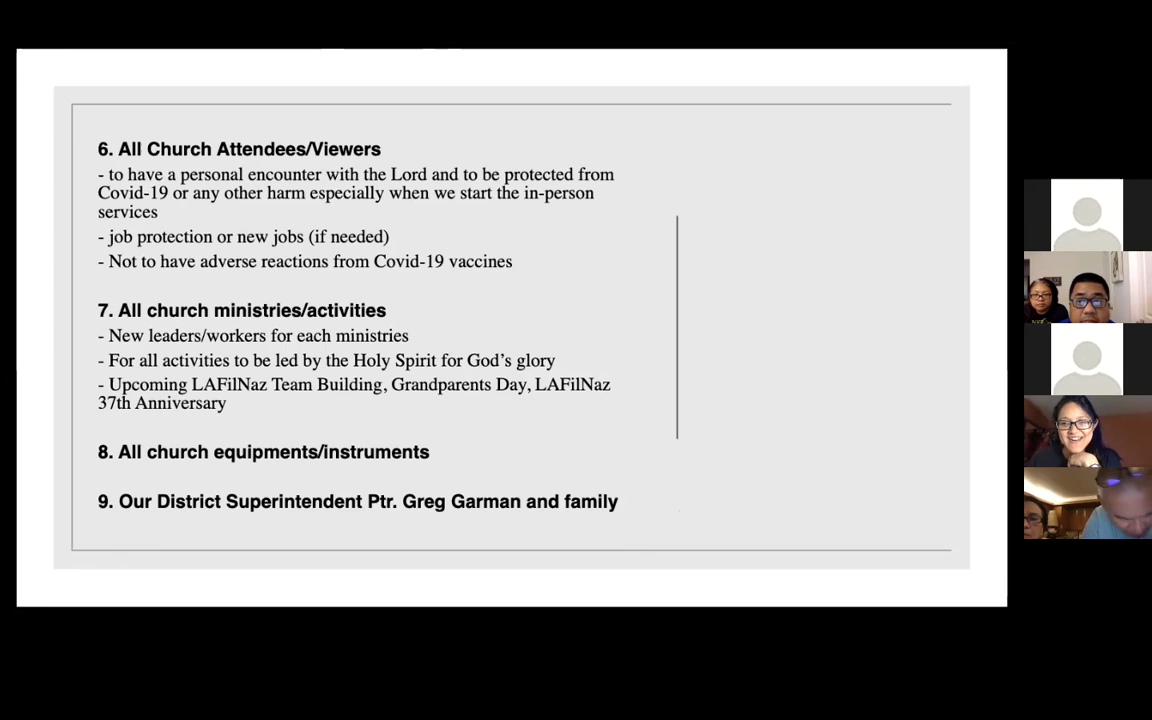 6. All Church Attendees/Viewers
- to have a personal encounter with the Lord and to be protected from
Covid-19 or any other harm especially when we start the in-person
services
- job protection or new jobs (if needed)
- Not to have adverse reactions from Covid-19 vaccines
7. All church ministries/activities
- New leaders/workers for each ministries
- For all activities to be led by the Holy Spirit for God’s glory
- Upcoming LAFilNaz Team Building, Grandparents Day, LAFilNaz
37th Anniversary
8. All church equipments/instruments
9. Our District Superintendent Ptr. Greg Garman and family